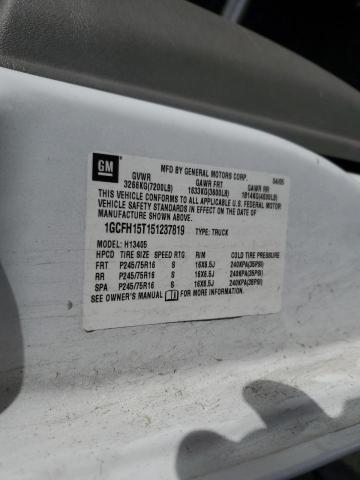 GM
MFD BY GENERAL MOTORS CORP. 04/05
GVWR GAWR FRT GAWR RR
3266KG(7200LB) 1633KG(3600LB) 1814KG(4000LB)
THIS VEHICLE CONFORMS TO ALL APPLICABLE U.S. FEDERAL MOTOR
VEHICLE SAFETY STANDARDS IN EFFECT ON THE DATE OF
MANUFACTURE SHOWN ABOVE.
1GCFH15T151237819 TYPE: TRUCK
MODEL: H13405
HPCD TIRE SIZE SPEED RTG RIM COLD TIRE PRESSURE
FRT P245/75R16 S 16X6.5J 240KPA(35PSI)
RR P245/75R16 S 16X6.5J 240KPA(35PSI)
SPA P245/75R16 S 16X6.5J 240KPA(35PSI)
SEE OWNER'S MANUAL FOR MORE INFORMATION